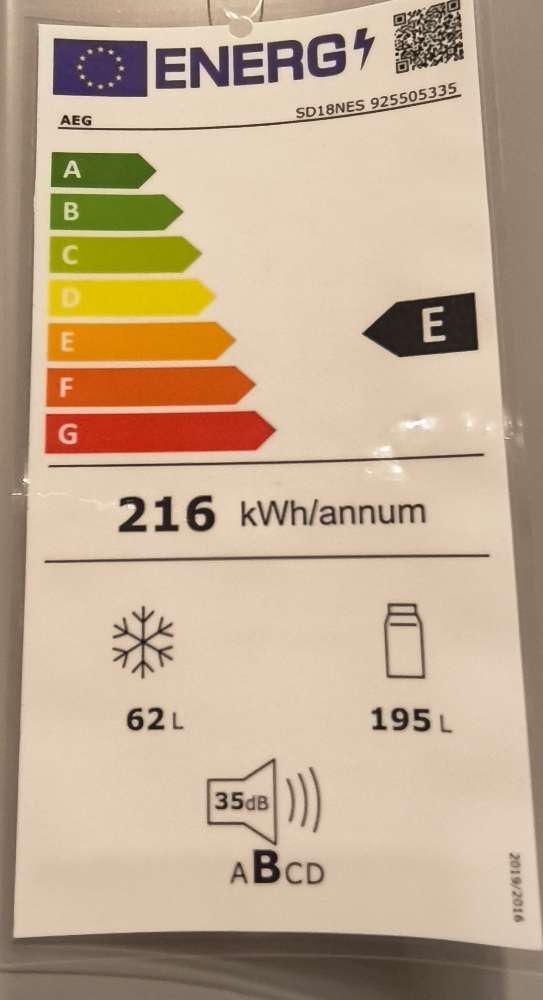 ENERG
SD18NES 925505335
AEG
A
B
C
D
E
E
F
G
216 kWh/annum
62 L
195 L
35dB
ABCD
2019/2016